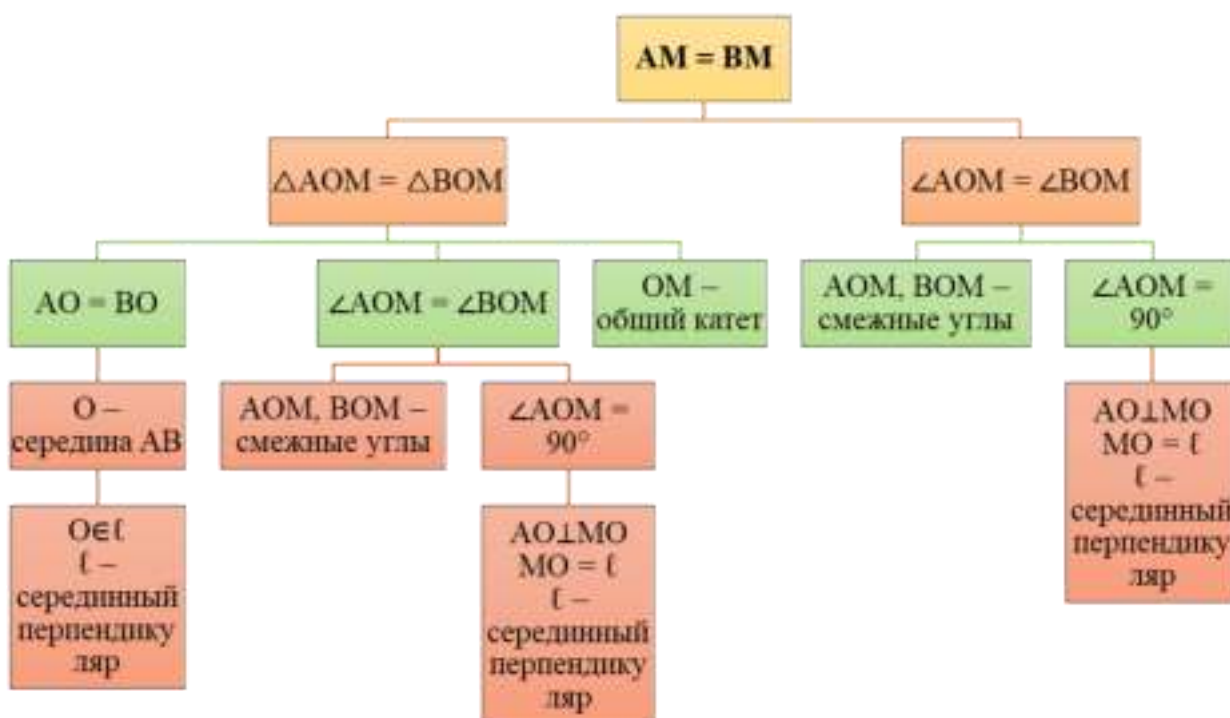 AM = BM
△AOM = △BOM
∠AOM = ∠BOM
AO = BO
∠AOM = ∠BOM
OM –
общий катет
AOM, BOM –
смежные углы
∠AOM =
90°
O –
середина AB
AOM, BOM –
смежные углы
∠AOM =
90°
AO⊥MO
MO = ℓ
ℓ –
серединный
перпендику
ляр
O∈ℓ
ℓ –
серединный
перпендику
ляр
AO⊥MO
MO = ℓ
ℓ –
серединный
перпендику
ляр